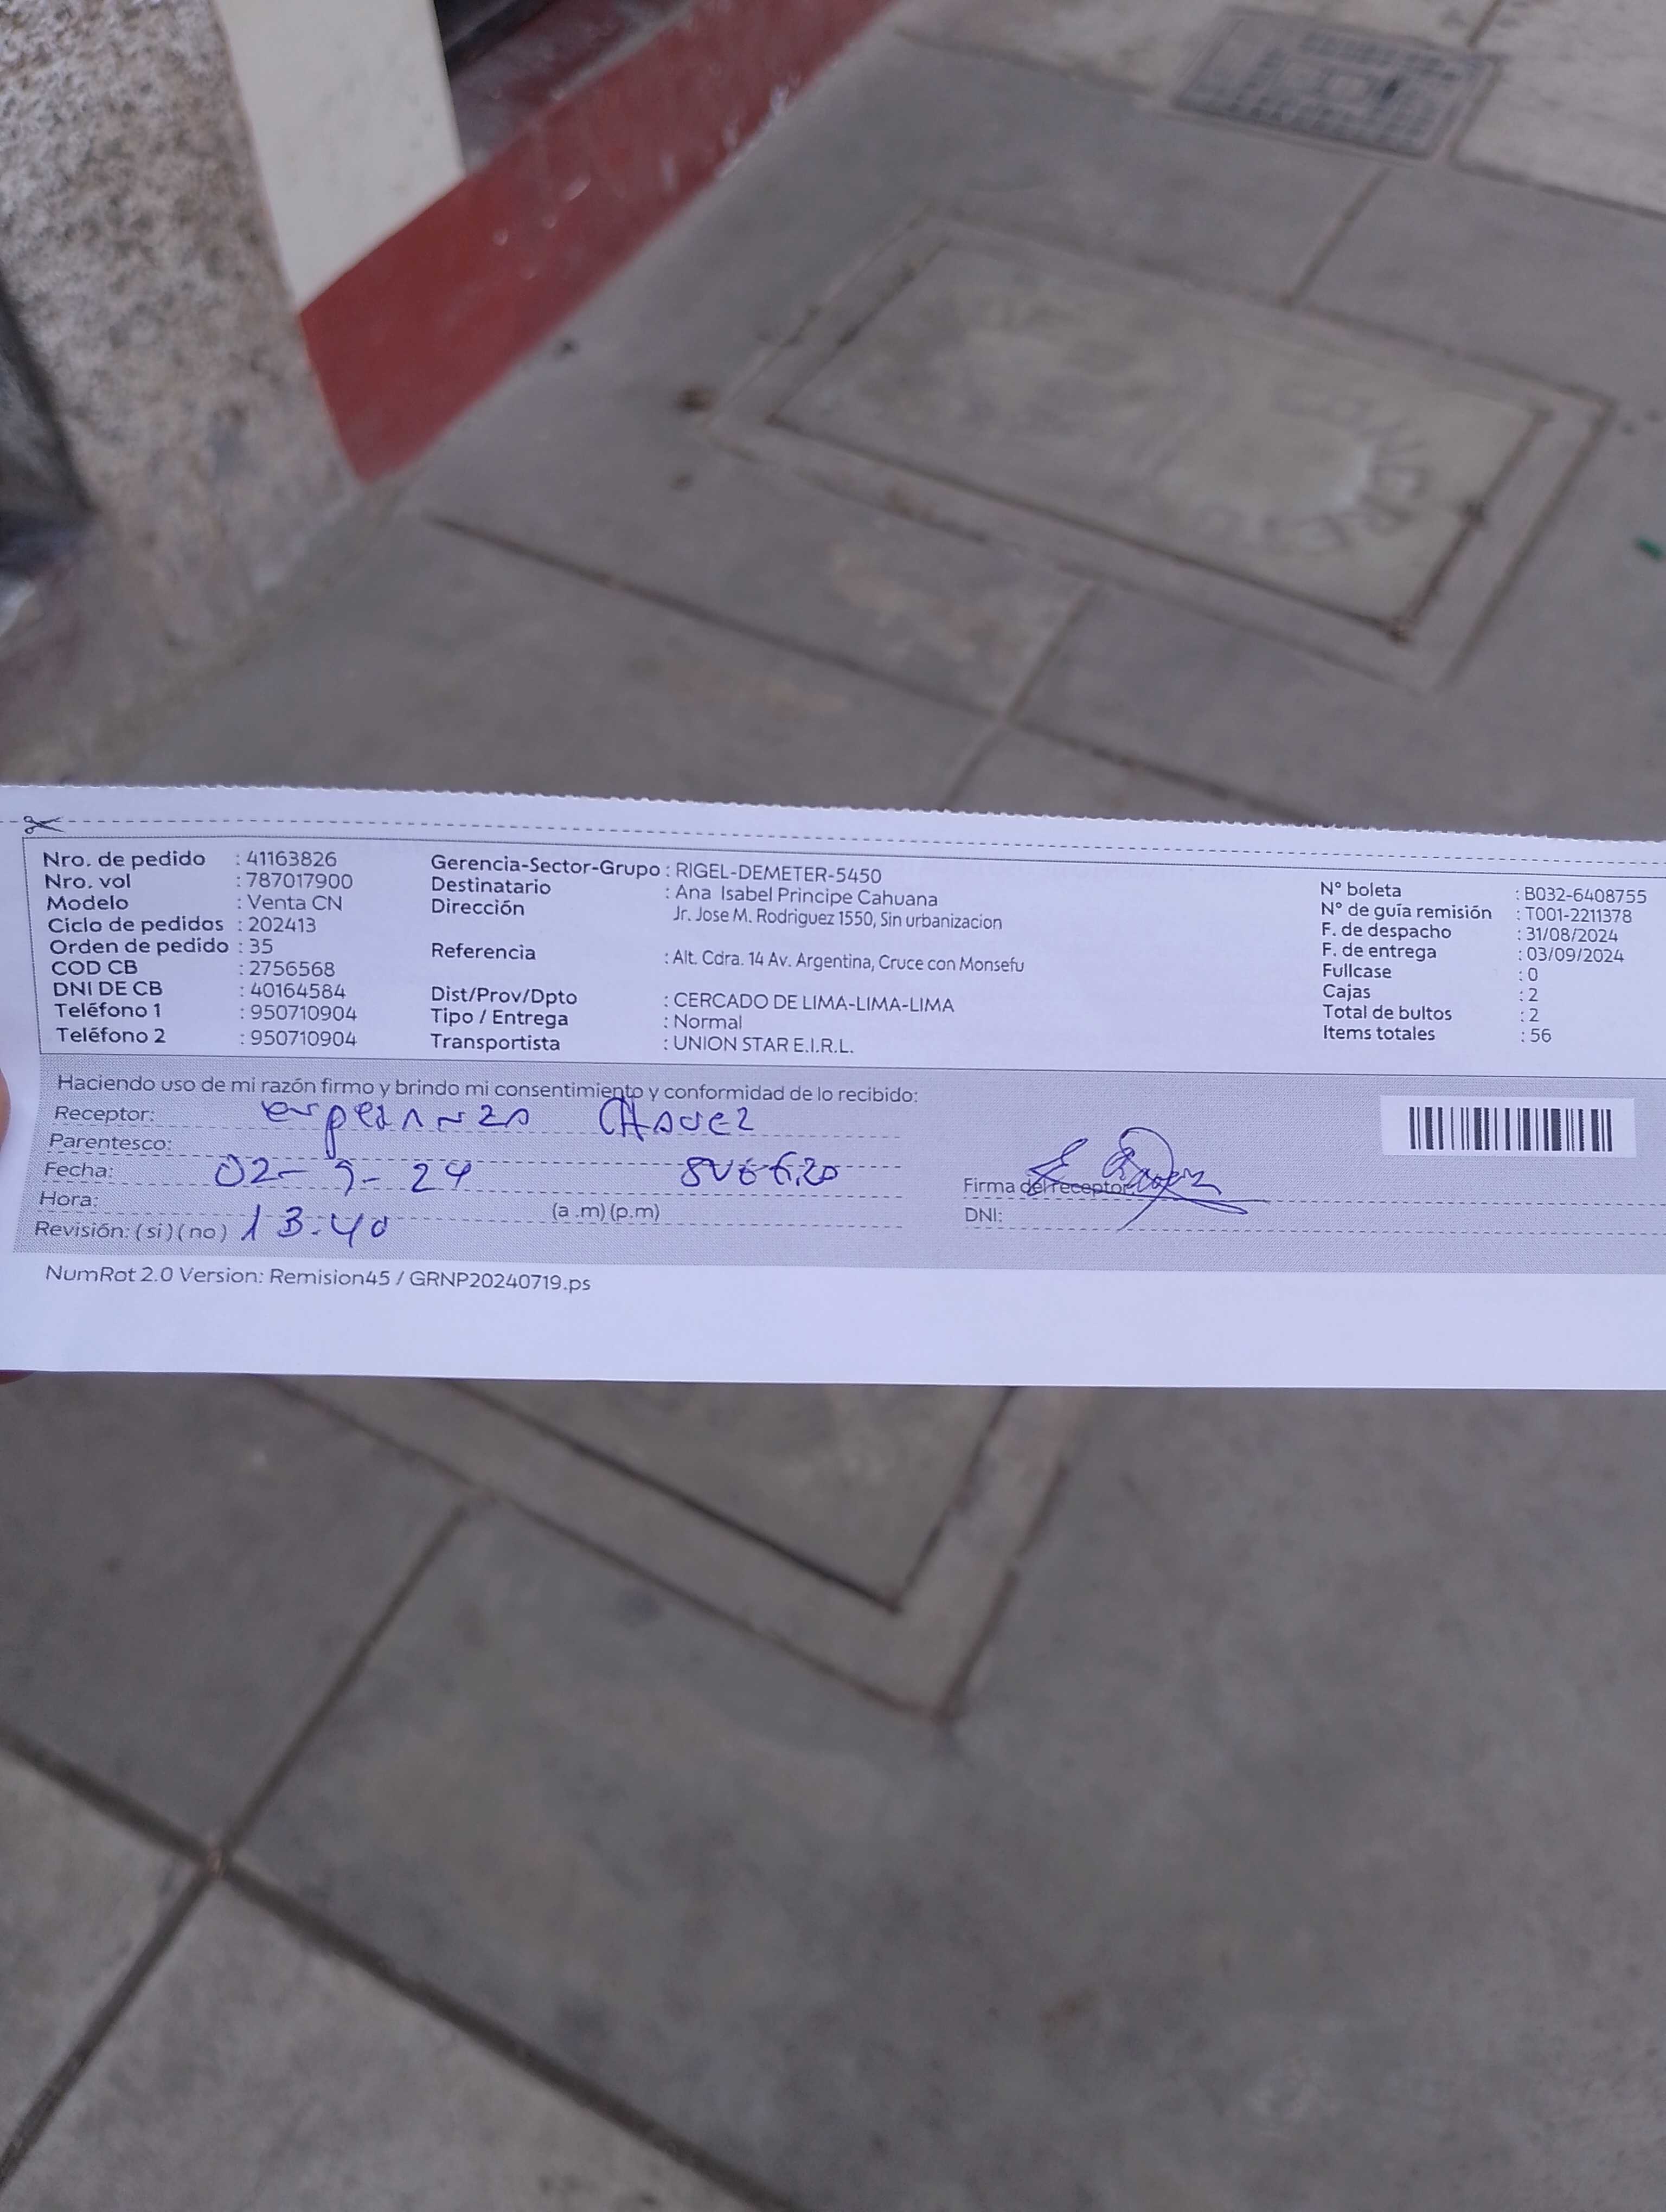 Nro. de pedido : 41163826
Nro. vol : 787017900
Modelo : Venta CN
Ciclo de pedidos : 202413
Orden de pedido : 35
COD CB : 2756568
DNI DE CB : 40164584
Teléfono 1 : 950710904
Teléfono 2 : 950710904
Gerencia-Sector-Grupo : RIGEL-DEMETER-5450
Destinatario : Ana Isabel Principe Cahuana
Dirección Jr. Jose M. Rodriguez 1550, Sin urbanizacion
Referencia : Alt. Cdra. 14 Av. Argentina, Cruce con Monsefu
Dist/Prov/Dpto : CERCADO DE LIMA-LIMA-LIMA
Tipo / Entrega : Normal
Transportista : UNION STAR E.I.R.L.
N° boleta : B032-6408755
N° de guía remisión : T001-2211378
F. de despacho : 31/08/2024
F. de entrega : 03/09/2024
Fullcase : 0
Cajas : 2
Total de bultos : 2
Items totales : 56
Haciendo uso de mi razón firmo y brindo mi consentimiento y conformidad de lo recibido:
Receptor: esperanza Chavez
Parentesco:
Fecha: 02-9-24
Hora: (a .m) (p.m)
Revisión: ( si ) ( no ) 13.40
Firma del receptor:
DNI:
NumRot 2.0 Version: Remision45 / GRNP20240719.ps